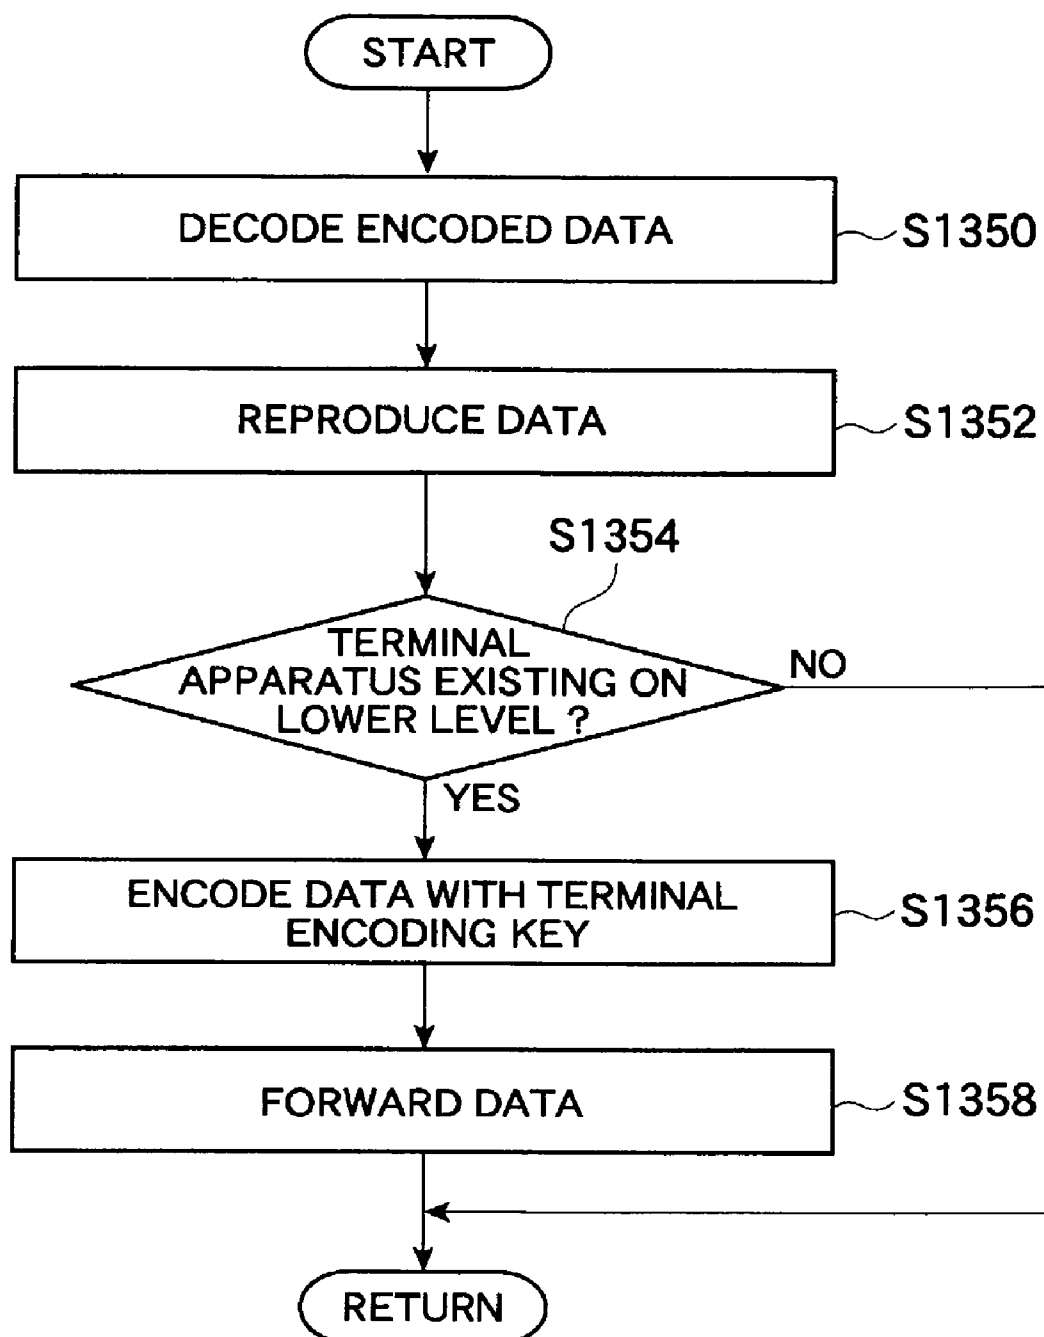 START
DECODE ENCODED DATA
S1350
REPRODUCE DATA
S1352
S1354
TERMINAL
APPARATUS EXISTING ON
LOWER LEVEL ?
NO
YES
ENCODE DATA WITH TERMINAL
ENCODING KEY
S1356
FORWARD DATA
S1358
RETURN